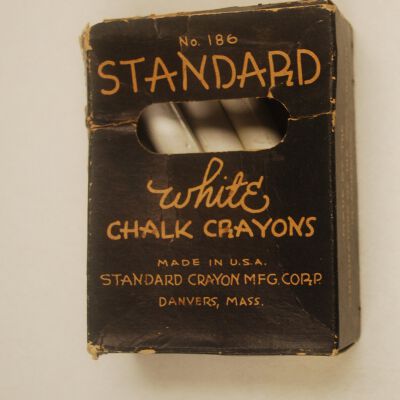 No. 186
STANDARD
white
CHALK CRAYONS
MADE IN U.S.A.
STANDARD CRAYON MFG. CORP.
DANVERS, MASS.